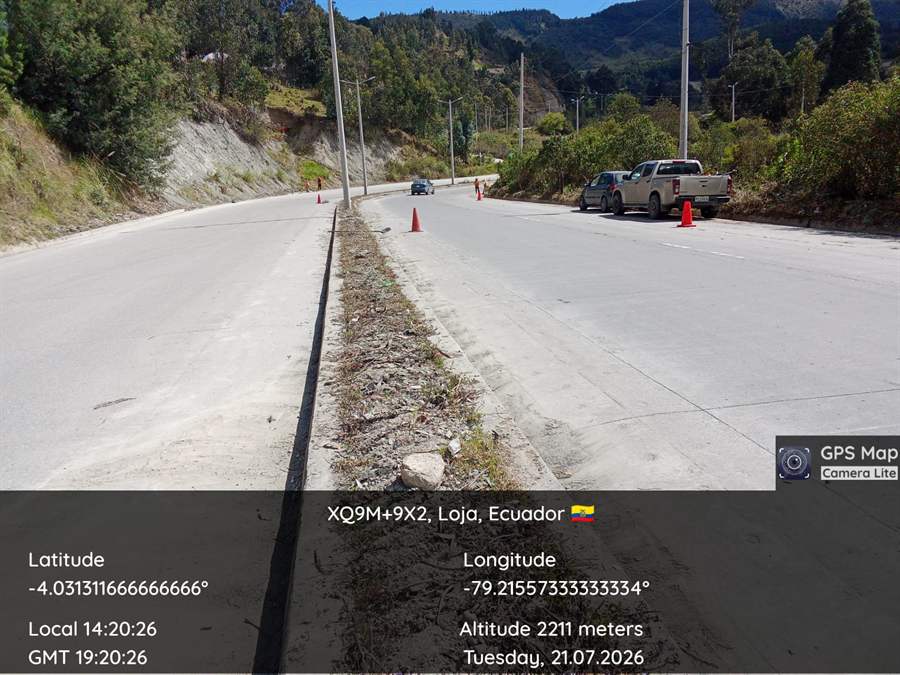 GPS Map
Camera Lite
XQ9M+9X2, Loja, Ecuador 🇪🇨
Latitude
-4.031311666666666°
Longitude
-79.21557333333334°
Local 14:20:26
GMT 19:20:26
Altitude 2211 meters
Tuesday, 21.07.2026